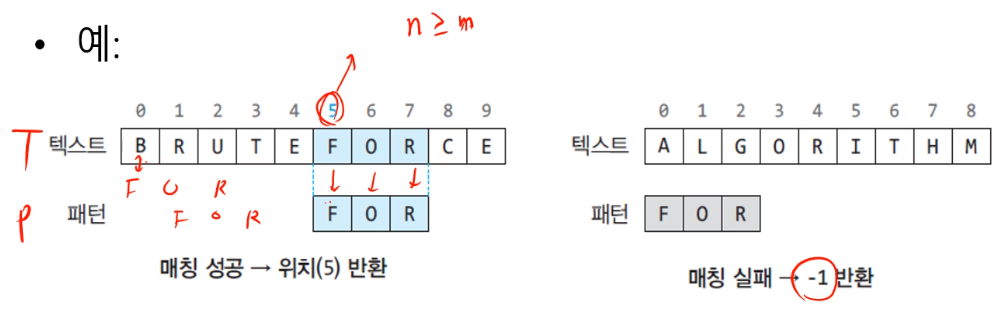 • 예:
n ≥ m
0 1 2 3 4 5 6 7 8 9
T 텍스트 B R U T E F O R C E
F O R
P 패턴 F O R
F O R
매칭 성공 → 위치(5) 반환
0 1 2 3 4 5 6 7 8
텍스트 A L G O R I T H M
패턴 F O R
매칭 실패 → -1 반환